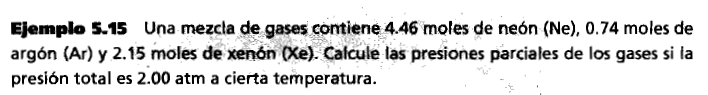 Ejemplo 5.15 Una mezcla de gases contiene 4.46 moles de neón (Ne), 0.74 moles de
argón (Ar) y 2.15 moles de xenón (Xe). Calcule las presiones parciales de los gases si la
presión total es 2.00 atm a cierta temperatura.